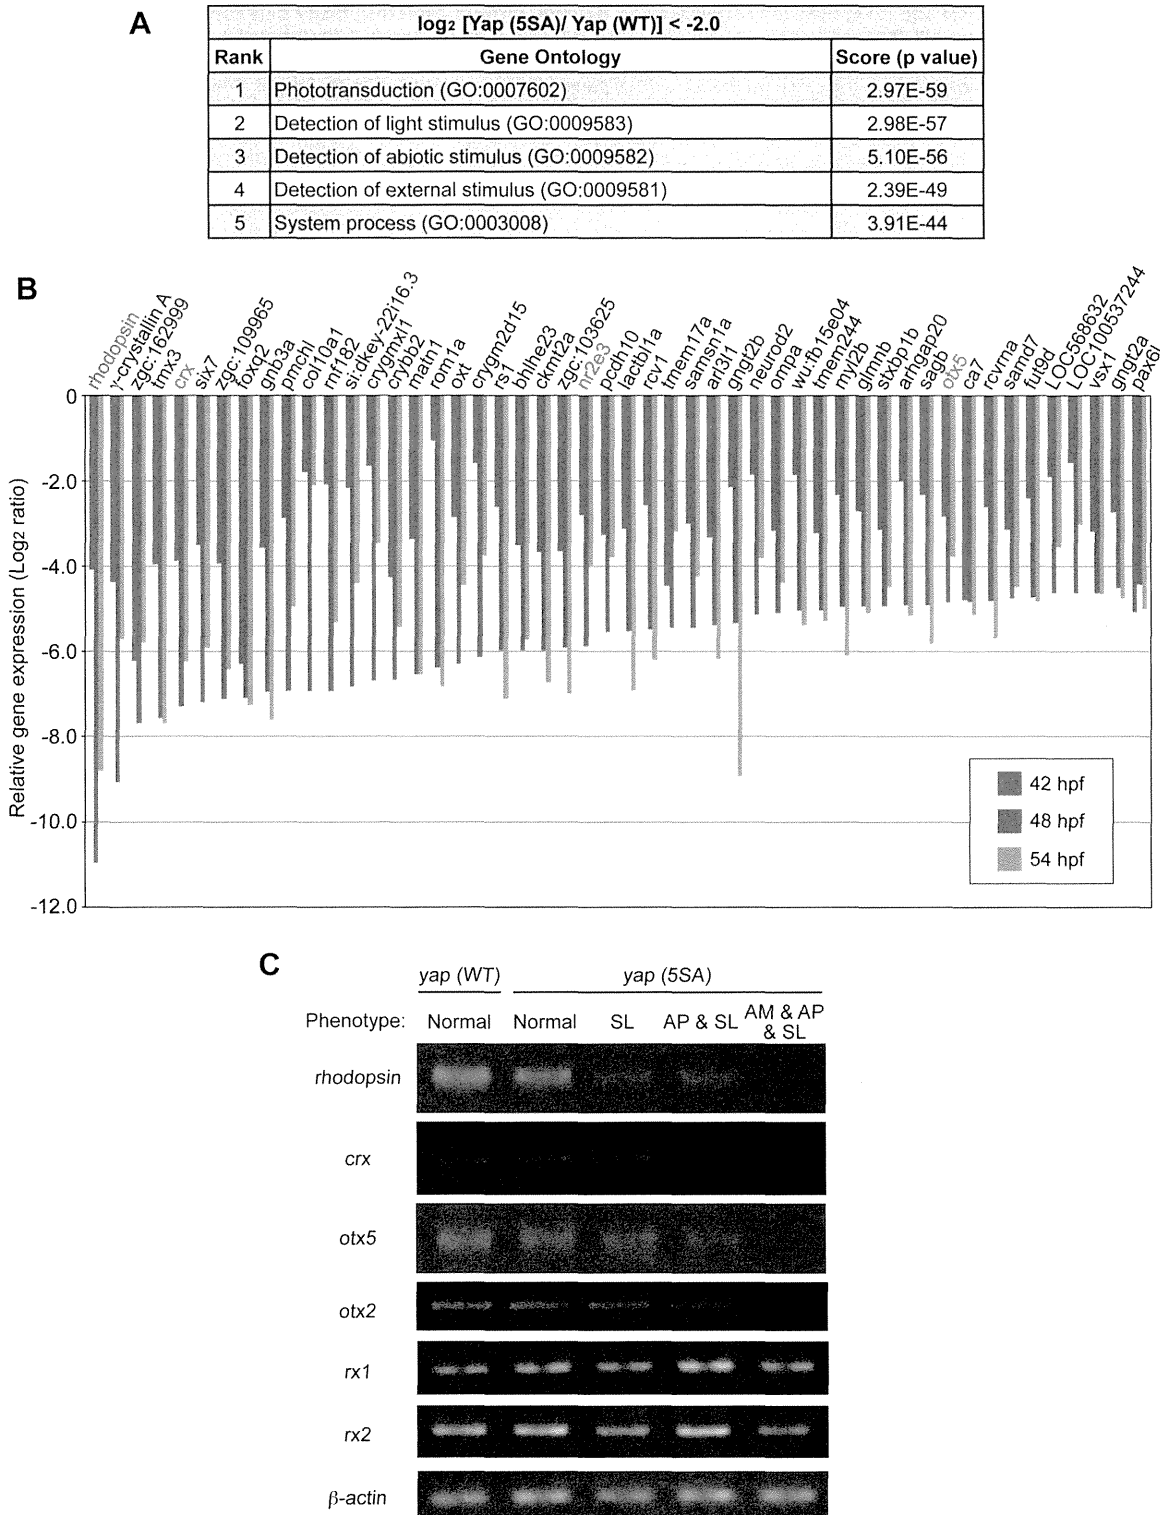 A
log₂ [Yap (5SA)/ Yap (WT)] < -2.0
Rank Gene Ontology Score (p value)
1 Phototransduction (GO:0007602) 2.97E-59
2 Detection of light stimulus (GO:0009583) 2.98E-57
3 Detection of abiotic stimulus (GO:0009582) 5.10E-56
4 Detection of external stimulus (GO:0009581) 2.39E-49
5 System process (GO:0003008) 3.91E-44
B
rhodopsin
γ-crystallin A
zgc:162999
tmx3
crx
six7
zgc:109965
foxg2
gnb3a
pmchl
col10a1
rnf182
si:dkey-22i16.3
crygmx1
crybb2
matn1
rom1a
oxt
crygm2d15
rs1
bhlhe23
ckmt2a
zgc:103625
nr2e3
pcdh10
lactbl1a
rcv1
tmem17a
samsn1a
arl3l1
gngt2b
neurod2
ompa
wu:fb15e04
tmem244
myl2b
glmnb
stxbp1b
arhgap20
sagb
otx5
ca7
rcvrna
samd7
fut9d
LOC568632
LOC100537244
vsx1
gngt2a
pax6l
Relative gene expression (Log2 ratio)
0
-2.0
-4.0
-6.0
-8.0
-10.0
-12.0
42 hpf
48 hpf
54 hpf
C
yap (WT) yap (5SA)
Phenotype: Normal Normal SL AP & SL AM & AP & SL
rhodopsin
crx
otx5
otx2
rx1
rx2
β-actin